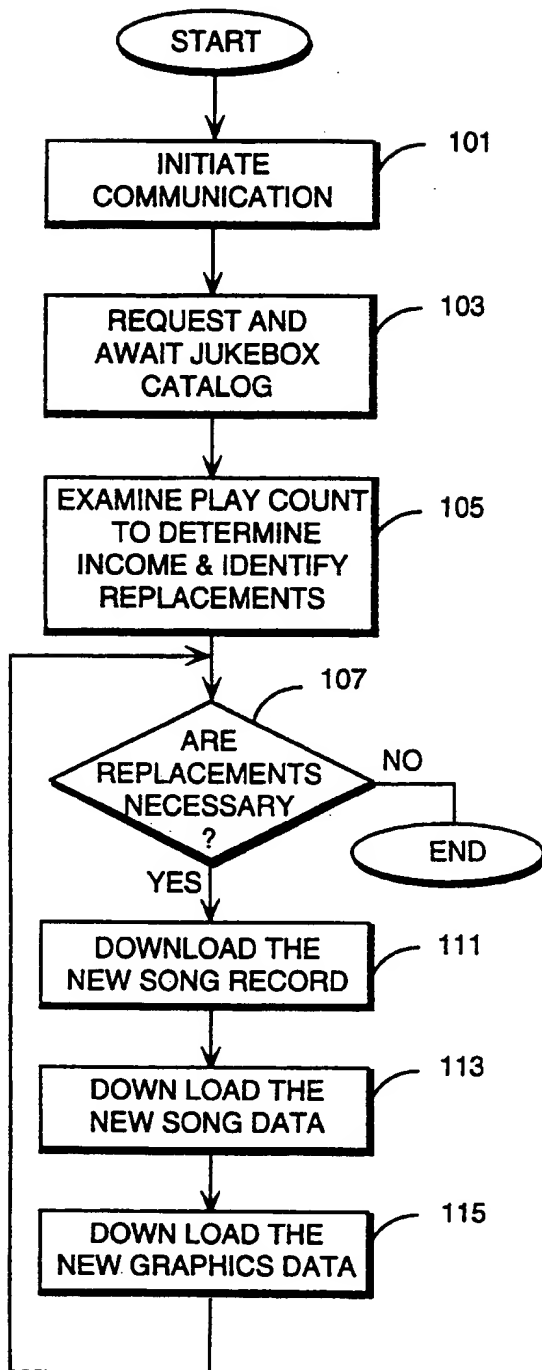 START
INITIATE
COMMUNICATION
101
REQUEST AND
AWAIT JUKEBOX
CATALOG
103
EXAMINE PLAY COUNT
TO DETERMINE
INCOME & IDENTIFY
REPLACEMENTS
105
107
ARE
REPLACEMENTS
NECESSARY
?
NO
END
YES
DOWNLOAD THE
NEW SONG RECORD
111
DOWN LOAD THE
NEW SONG DATA
113
DOWN LOAD THE
NEW GRAPHICS DATA
115